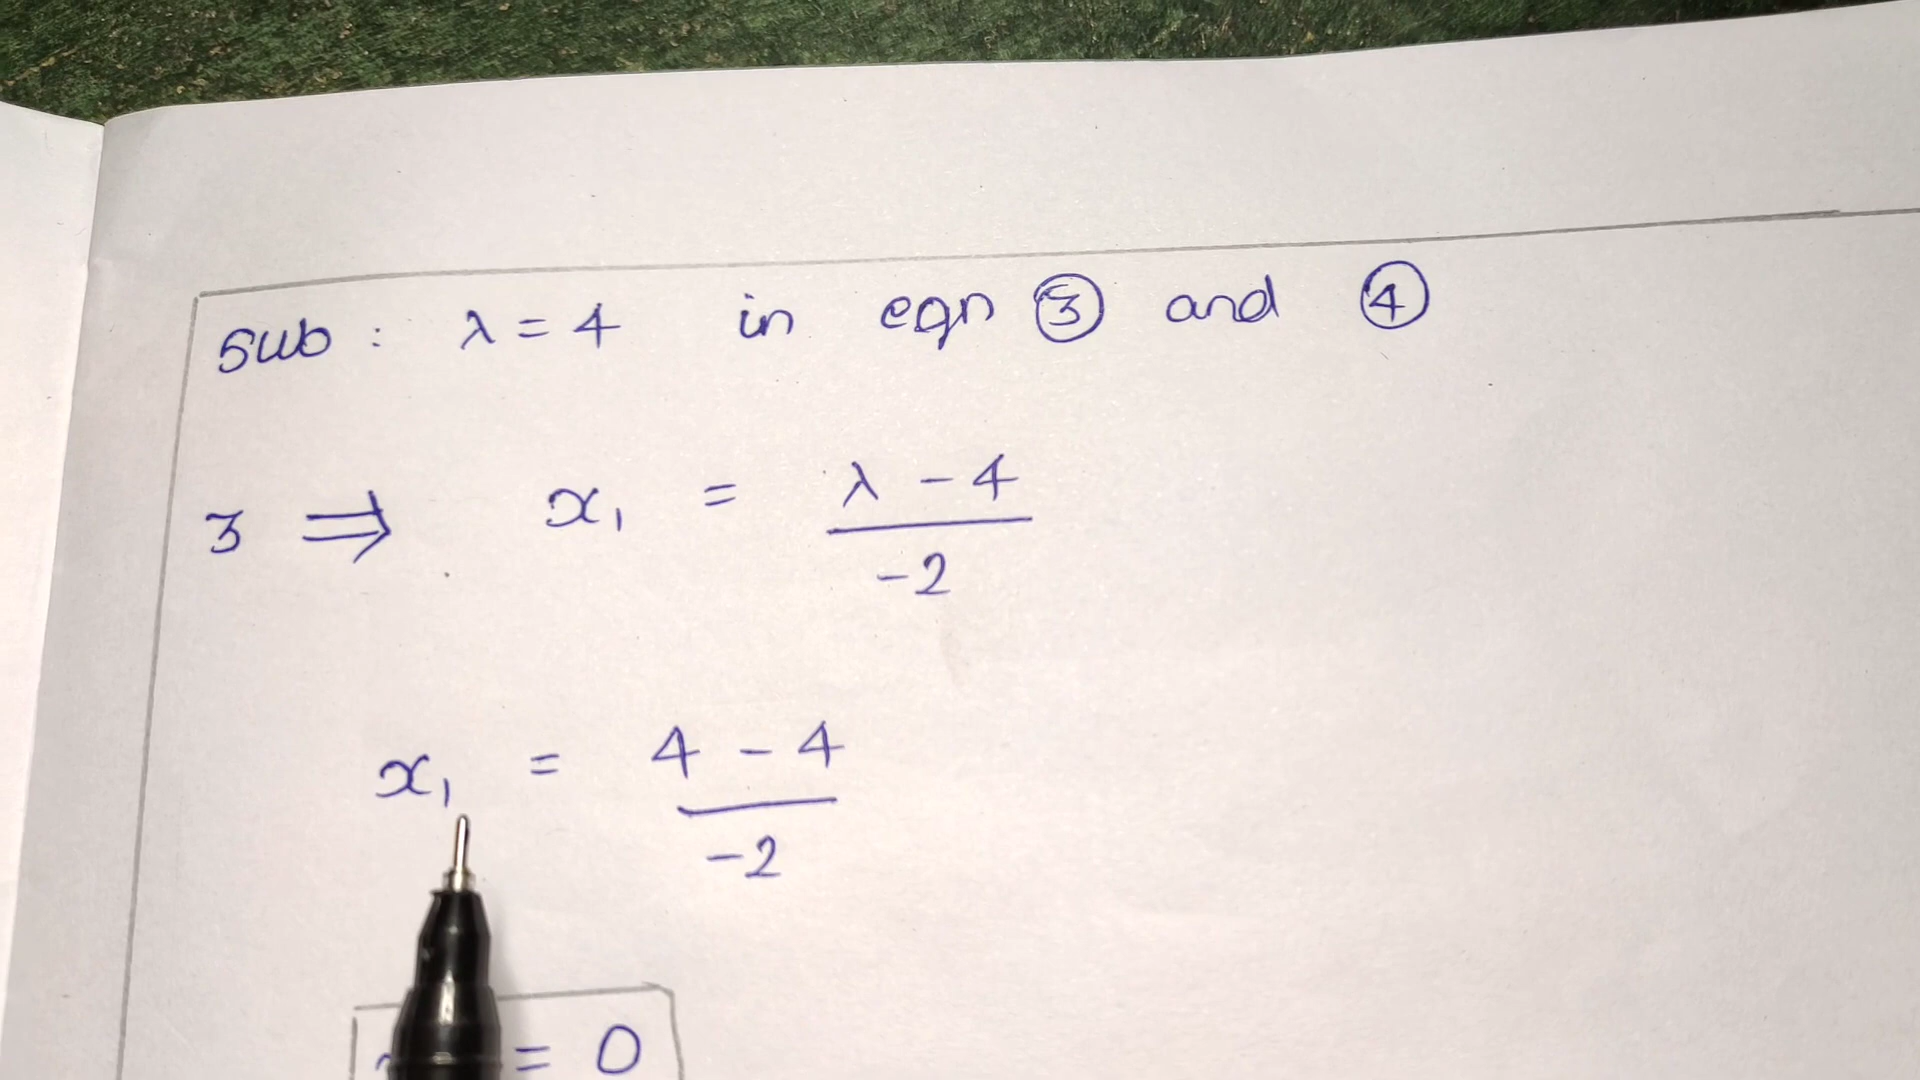 Sub : λ = 4 in eqn ③ and ④
3 ⟹ x₁ = λ - 4 / -2
x₁ = 4 - 4 / -2
= 0